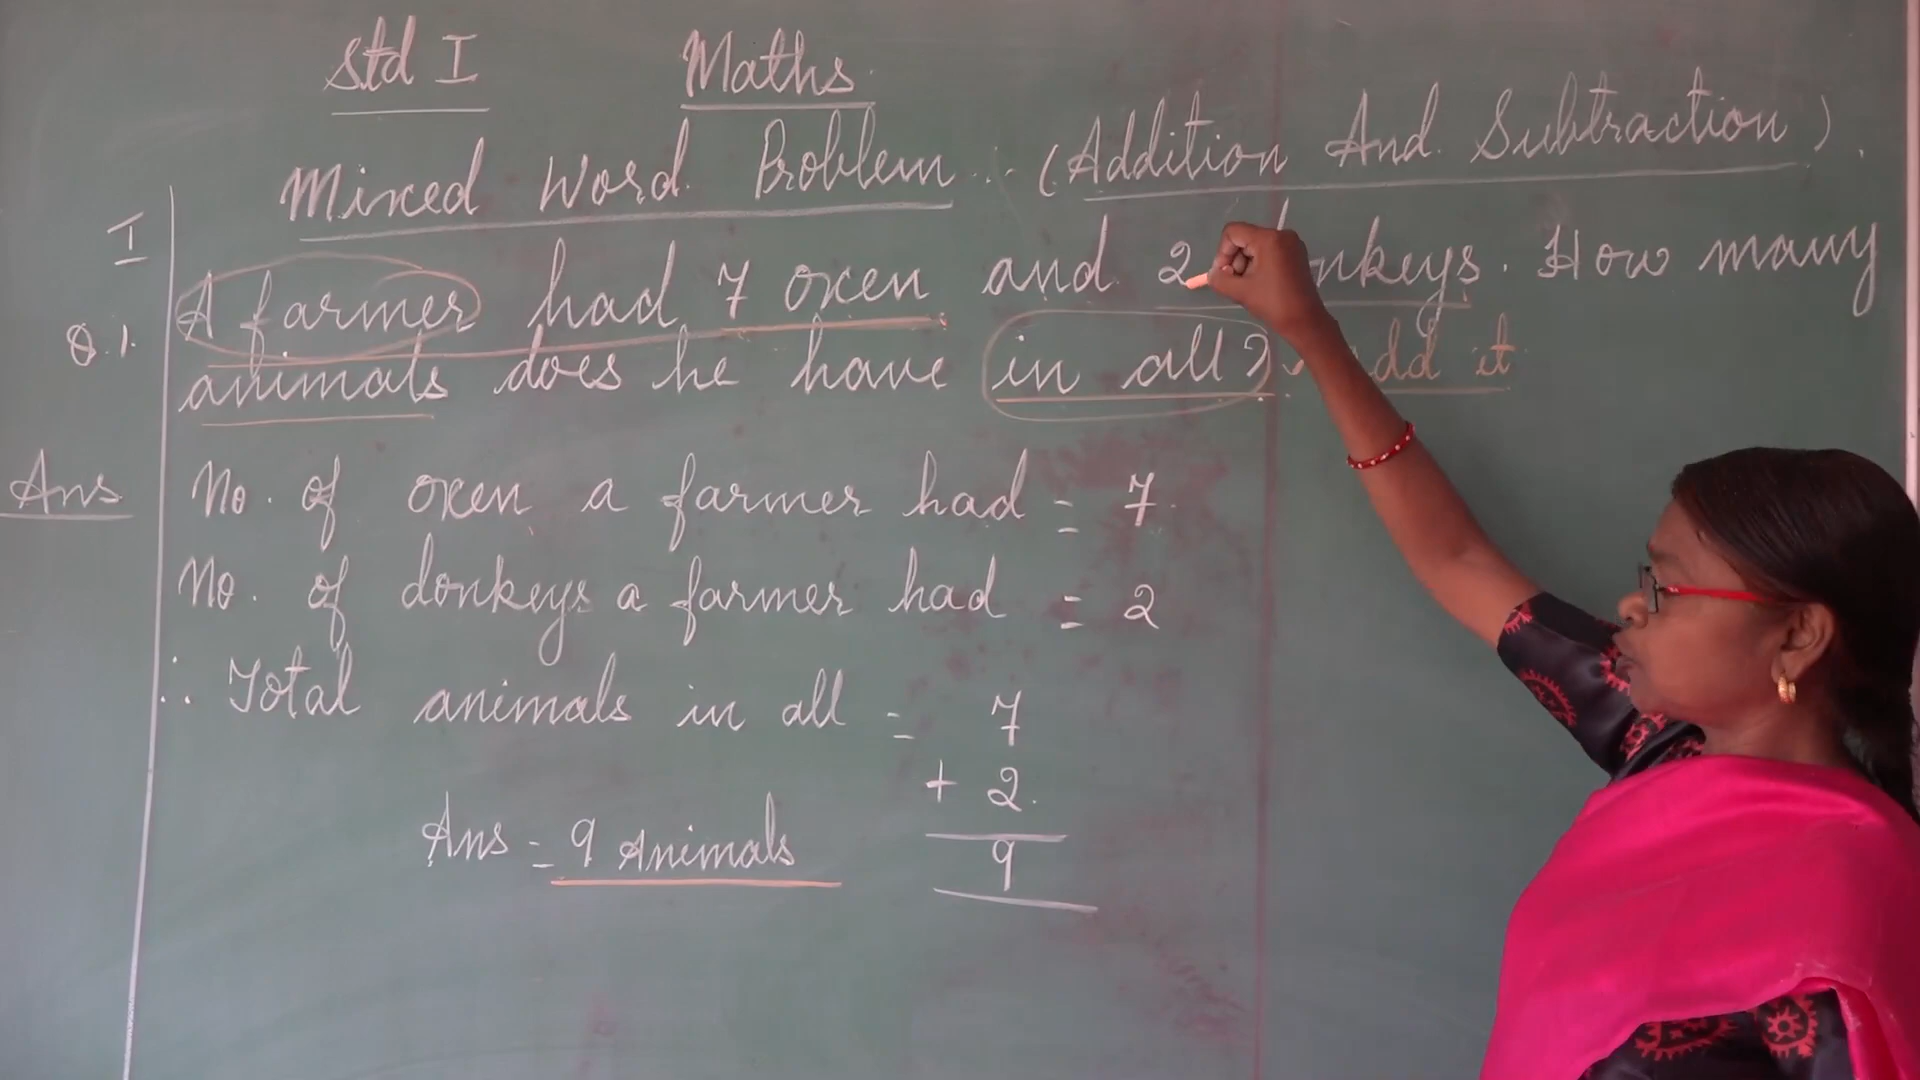 Std I Maths
Mixed Word Problem (Addition And Subtraction).
I
Q.1. A farmer had 7 oxen and 2 donkeys. How many
animals does he have in all? Add it
Ans No. of oxen a farmer had = 7
No. of donkeys a farmer had = 2
∴ Total animals in all = 7
+ 2
Ans = 9 Animals 9